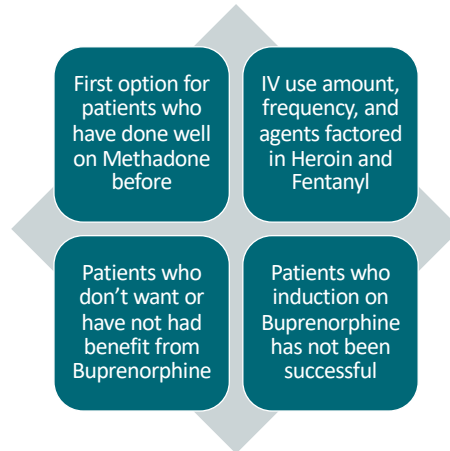 First option for
patients who
have done well
on Methadone
before
IV use amount,
frequency, and
agents factored
in Heroin and
Fentanyl
Patients who
don’t want or
have not had
benefit from
Buprenorphine
Patients who
induction on
Buprenorphine
has not been
successful